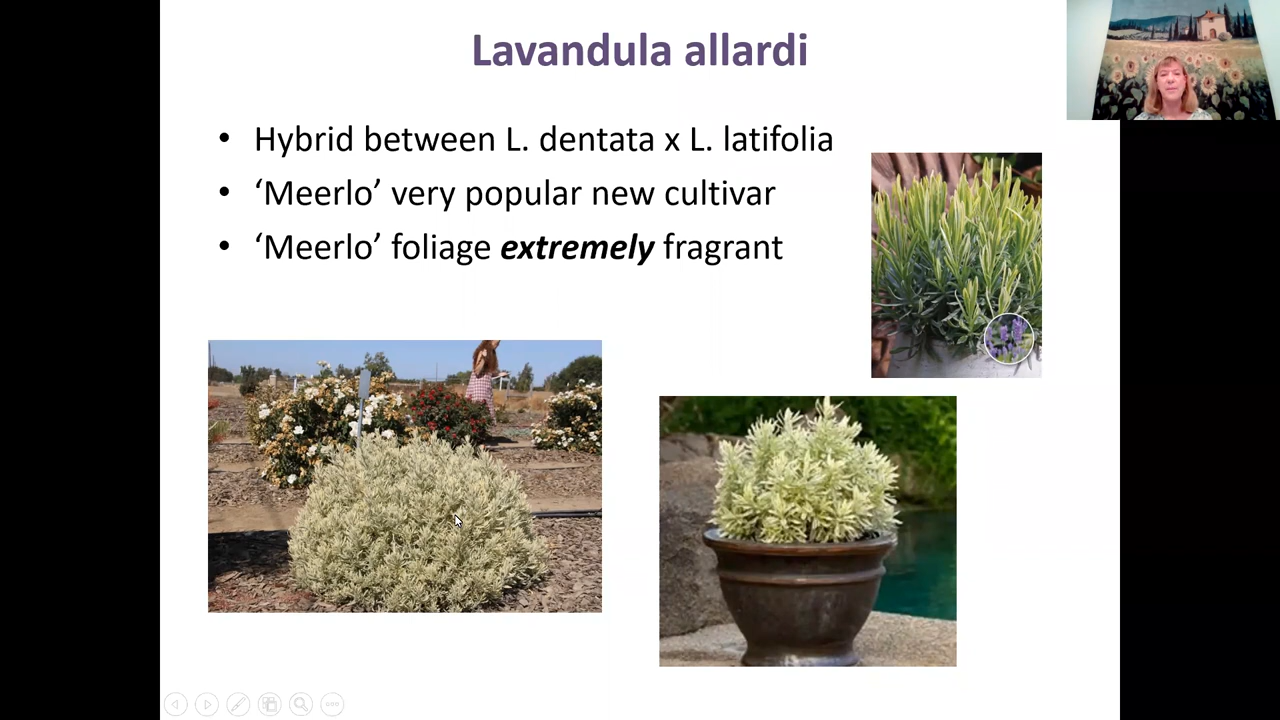 Lavandula allardi
• Hybrid between L. dentata x L. latifolia
• ‘Meerlo’ very popular new cultivar
• ‘Meerlo’ foliage extremely fragrant